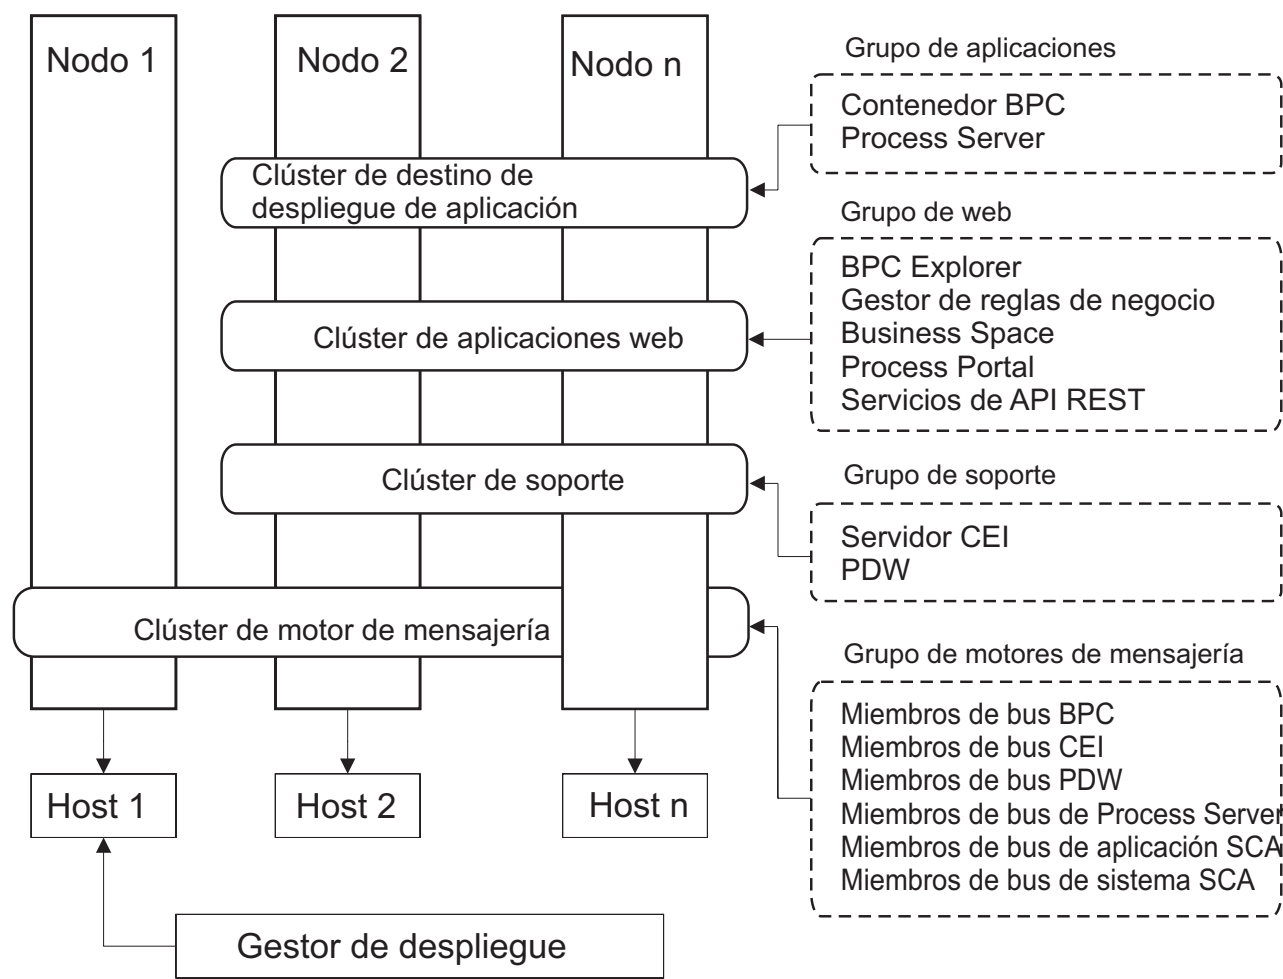 Nodo 1
Nodo 2
Nodo n
Grupo de aplicaciones
Contenedor BPC
Process Server
Clúster de destino de
despliegue de aplicación
Grupo de web
BPC Explorer
Gestor de reglas de negocio
Business Space
Process Portal
Servicios de API REST
Clúster de aplicaciones web
Clúster de soporte
Grupo de soporte
Servidor CEI
PDW
Clúster de motor de mensajería
Grupo de motores de mensajería
Miembros de bus BPC
Miembros de bus CEI
Miembros de bus PDW
Miembros de bus de Process Server
Miembros de bus de aplicación SCA
Miembros de bus de sistema SCA
Host 1
Host 2
Host n
Gestor de despliegue